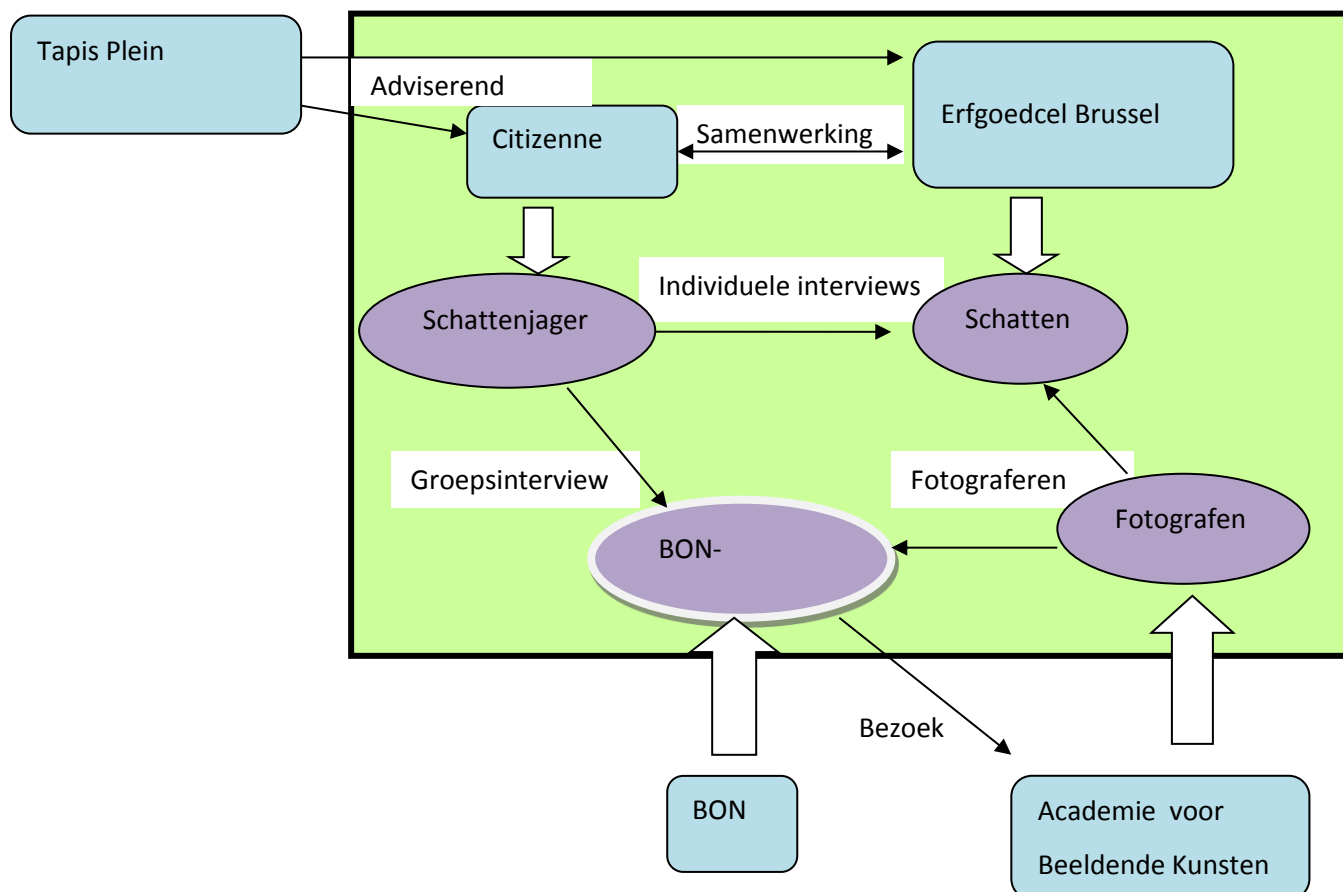 Tapis Plein
Adviserend
Erfgoedcel Brussel
Citizenne
Samenwerking
Individuele interviews
Schattenjager
Schatten
Groepsinterview
Fotograferen
Fotografen
BON-
Bezoek
BON
Academie voor
Beeldende Kunsten